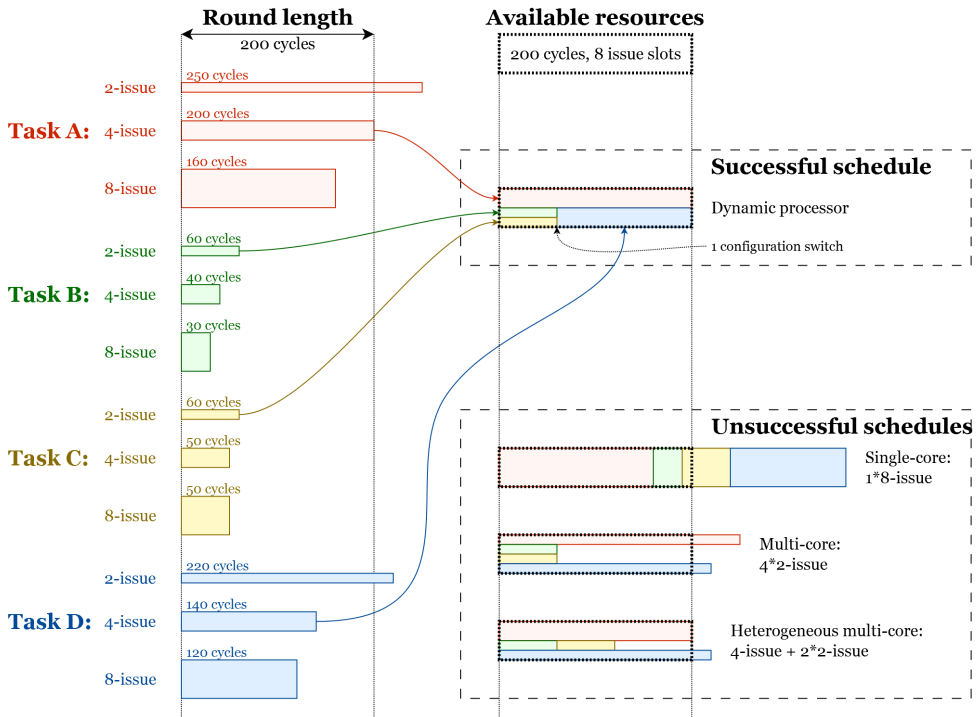 Round length
200 cycles
Available resources
200 cycles, 8 issue slots
Task A:
2-issue
250 cycles
4-issue
200 cycles
8-issue
160 cycles
Task B:
2-issue
60 cycles
4-issue
40 cycles
8-issue
30 cycles
Task C:
2-issue
60 cycles
4-issue
50 cycles
8-issue
50 cycles
Task D:
2-issue
220 cycles
4-issue
140 cycles
8-issue
120 cycles
Successful schedule
Dynamic processor
1 configuration switch
Unsuccessful schedules
Single-core:
1*8-issue
Multi-core:
4*2-issue
Heterogeneous multi-core:
4-issue + 2*2-issue